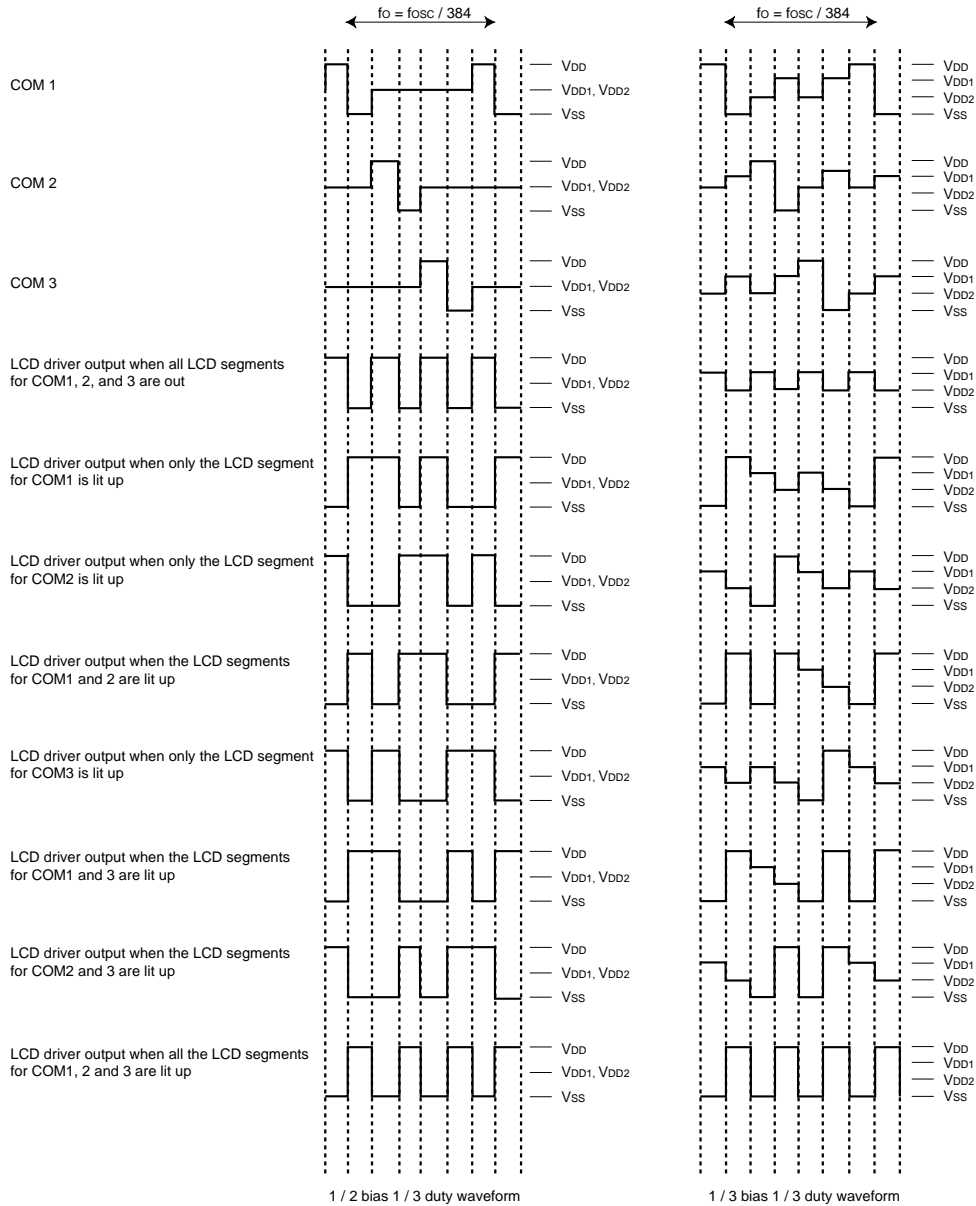 fo = fosc / 384
fo = fosc / 384
COM 1
VDD
VDD1, VDD2
VSS
VDD
VDD1
VDD2
VSS
COM 2
VDD
VDD1, VDD2
VSS
VDD
VDD1
VDD2
VSS
COM 3
VDD
VDD1, VDD2
VSS
VDD
VDD1
VDD2
VSS
LCD driver output when all LCD segments
for COM1, 2, and 3 are out
VDD
VDD1, VDD2
VSS
VDD
VDD1
VDD2
VSS
LCD driver output when only the LCD segment
for COM1 is lit up
VDD
VDD1, VDD2
VSS
VDD
VDD1
VDD2
VSS
LCD driver output when only the LCD segment
for COM2 is lit up
VDD
VDD1, VDD2
VSS
VDD
VDD1
VDD2
VSS
LCD driver output when the LCD segments
for COM1 and 2 are lit up
VDD
VDD1, VDD2
VSS
VDD
VDD1
VDD2
VSS
LCD driver output when only the LCD segment
for COM3 is lit up
VDD
VDD1, VDD2
VSS
VDD
VDD1
VDD2
VSS
LCD driver output when the LCD segments
for COM1 and 3 are lit up
VDD
VDD1, VDD2
VSS
VDD
VDD1
VDD2
VSS
LCD driver output when the LCD segments
for COM2 and 3 are lit up
VDD
VDD1, VDD2
VSS
VDD
VDD1
VDD2
VSS
LCD driver output when all the LCD segments
for COM1, 2 and 3 are lit up
VDD
VDD1, VDD2
VSS
VDD
VDD1
VDD2
VSS
1 / 2 bias 1 / 3 duty waveform
1 / 3 bias 1 / 3 duty waveform